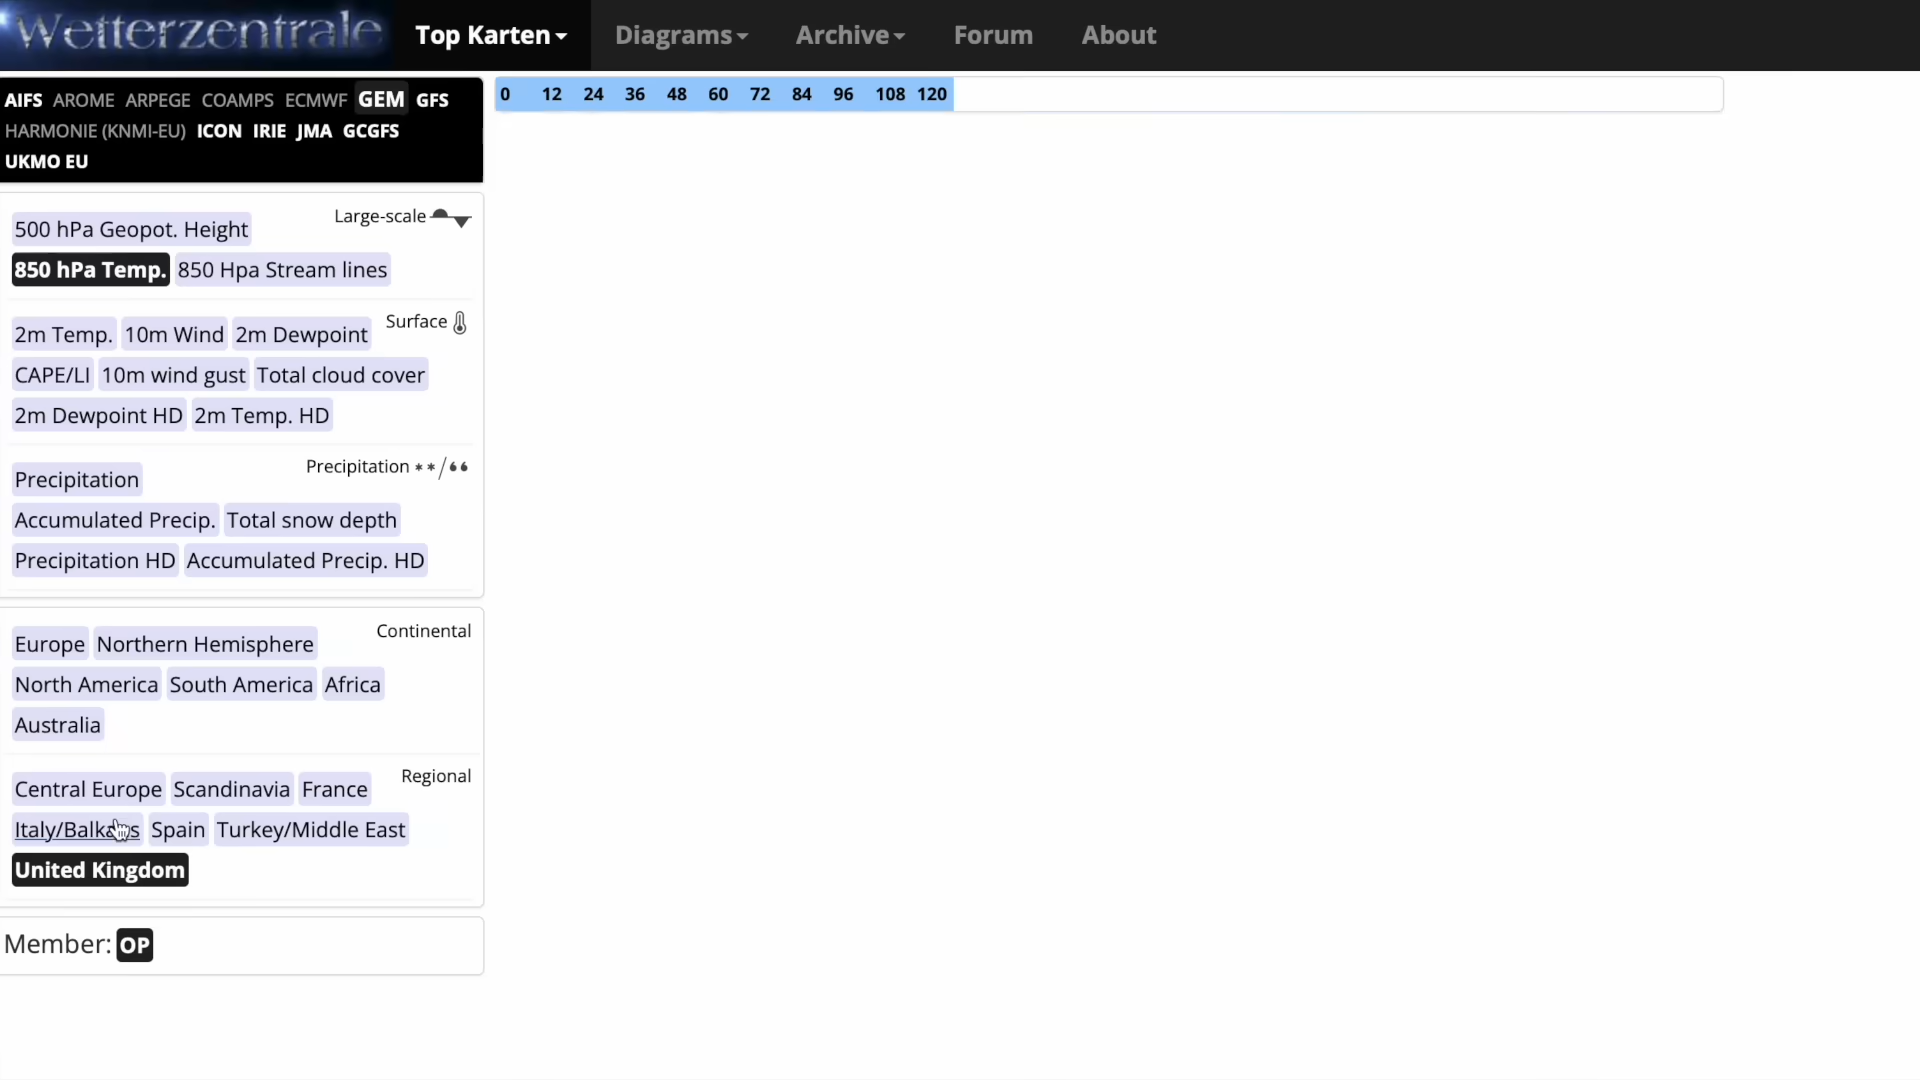 Wetterzentrale Top Karten Diagrams Archive Forum About
AIFS AROME ARPEGE COAMPS ECMWF GEM GFS
HARMONIE (KNMI-EU) ICON IRIE JMA GCGFS
UKMO EU
0 12 24 36 48 60 72 84 96 108 120
Large-scale
500 hPa Geopot. Height
850 hPa Temp. 850 Hpa Stream lines
Surface
2m Temp. 10m Wind 2m Dewpoint
CAPE/LI 10m wind gust Total cloud cover
2m Dewpoint HD 2m Temp. HD
Precipitation **/
Precipitation
Accumulated Precip. Total snow depth
Precipitation HD Accumulated Precip. HD
Continental
Europe Northern Hemisphere
North America South America Africa
Australia
Regional
Central Europe Scandinavia France
Italy/Balkans Spain Turkey/Middle East
United Kingdom
Member: OP